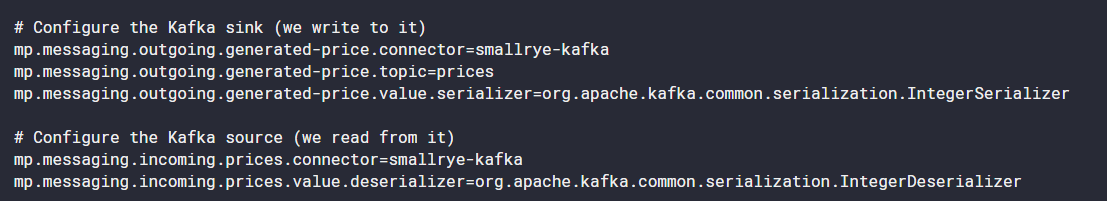 # Configure the Kafka sink (we write to it)
mp.messaging.outgoing.generated-price.connector=smallrye-kafka
mp.messaging.outgoing.generated-price.topic=prices
mp.messaging.outgoing.generated-price.value.serializer=org.apache.kafka.common.serialization.IntegerSerializer

# Configure the Kafka source (we read from it)
mp.messaging.incoming.prices.connector=smallrye-kafka
mp.messaging.incoming.prices.value.deserializer=org.apache.kafka.common.serialization.IntegerDeserializer